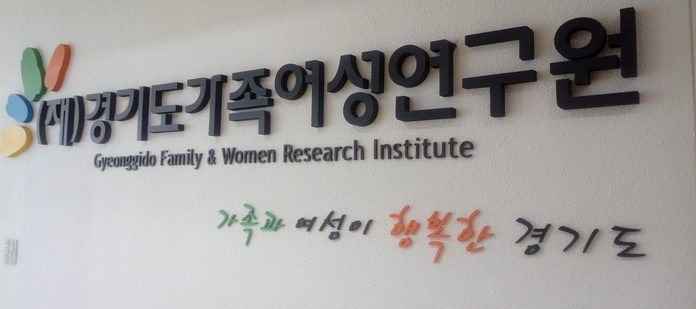 (재)경기도가족여성연구원
Gyeonggido Family & Women Research Institute
가족과 여성이 행복한 경기도